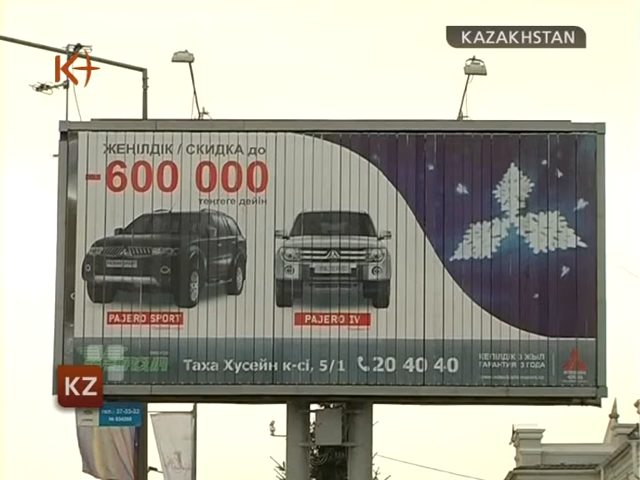 KAZAKHSTAN
K+
ЖЕҢІЛДІК / СКИДКА до
-600 000
теңгеге дейін
PAJERO SPORT
PAJERO IV
Таха Хусейн к-сі, 5/1 20 40 40
КЕПІЛДІК 3 ЖЫЛ
ГАРАНТИЯ 3 ГОДА
KZ